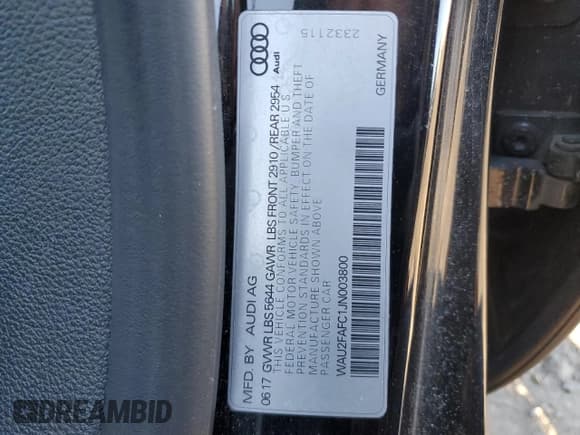 MFD. BY AUDI AG
06 17 GVWR LBS 5644 GAWR LBS FRONT 2910/REAR 2954
THIS VEHICLE CONFORMS TO ALL APPLICABLE U S
FEDERAL MOTOR VEHICLE SAFETY, BUMPER AND THEFT
PREVENTION STANDARDS IN EFFECT ON THE DATE OF
MANUFACTURE SHOWN ABOVE
PASSENGER CAR
WAU2FAFC1JN003800
GERMANY
Audi
2332115
DREAMBID